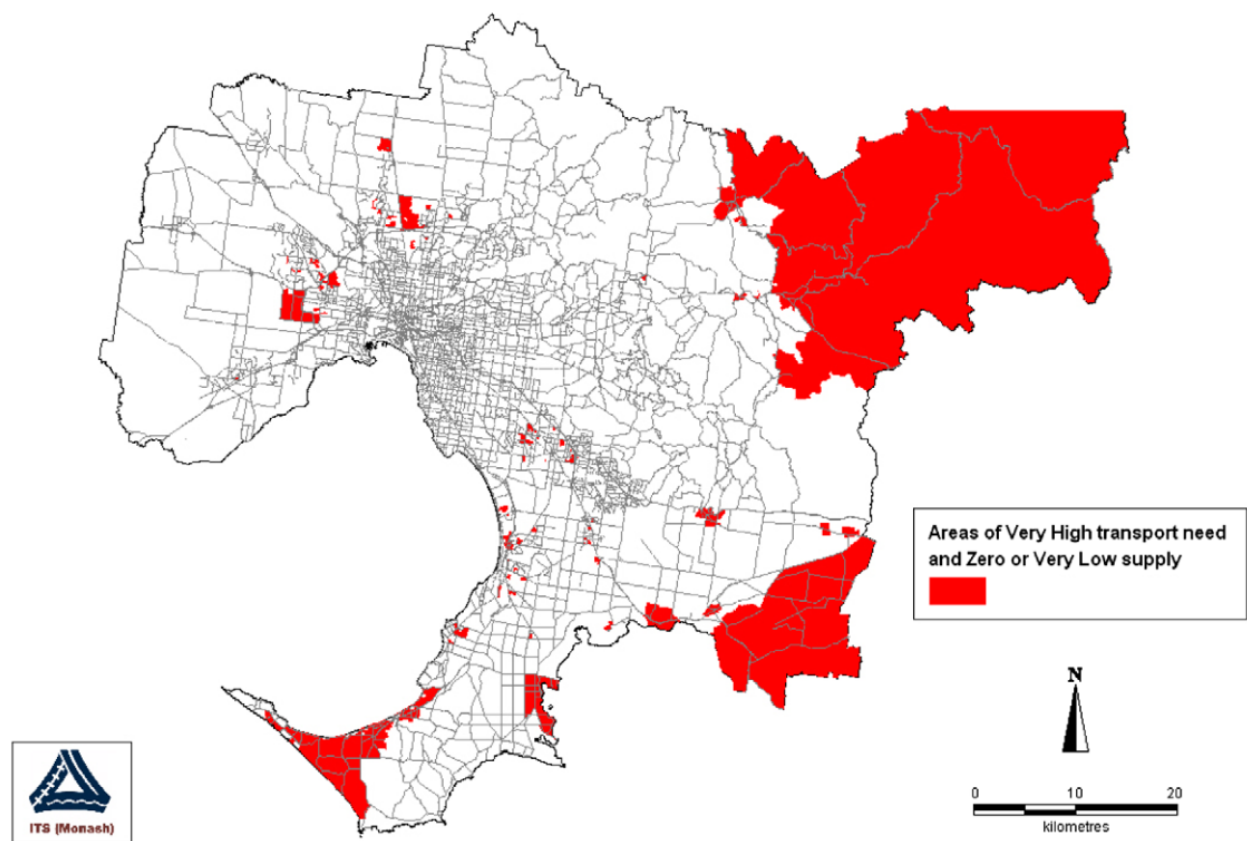 Areas of Very High transport need
and Zero or Very Low supply
N
0 10 20
kilometres
ITS (Monash)